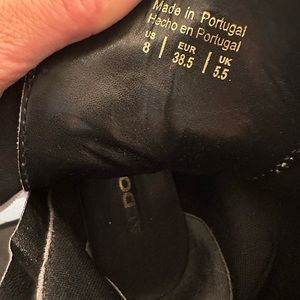 Made in Portugal
Hecho en Portugal
US | EUR | UK
8 | 38.5 | 5.5